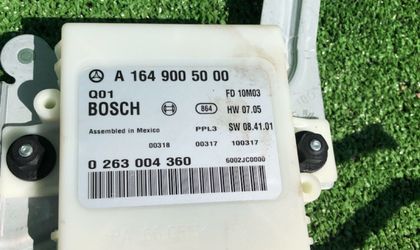 A 164 900 50 00
Q01
FD 10M03
BOSCH
864
HW 07.05
Assembled in Mexico
PPL3
SW 08.41.01
00318 00317 100317
0 263 004 360
6002JC0000